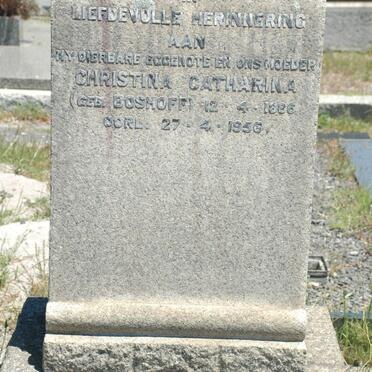 LIEFDEVOLLE HERINNERING
AAN
MY DIERBARE EGGENOTE EN ONS MOEDER
CHRISTINA CATHARINA
(GEB. BOSHOFF) 12 - 4 - 1886
OORL. 27 - 4 - 1956.